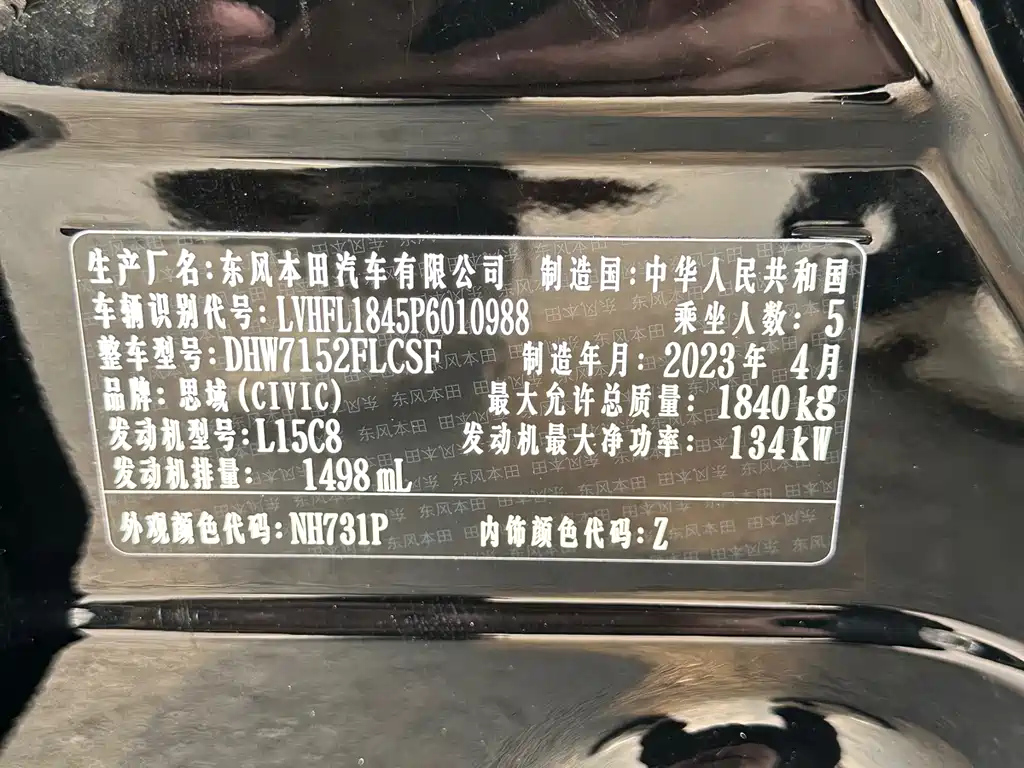 生产厂名:东风本田汽车有限公司 制造国:中华人民共和国
车辆识别代号:LVHFL1845P6010988 乘坐人数: 5
整车型号:DHW7152FLCSF 制造年月: 2023年 4月
品牌: 思域(CIVIC) 最大允许总质量: 1840kg
发动机型号:L15C8 发动机最大净功率: 134kW
发动机排量: 1498mL
外观颜色代码:NH731P 内饰颜色代码:Z